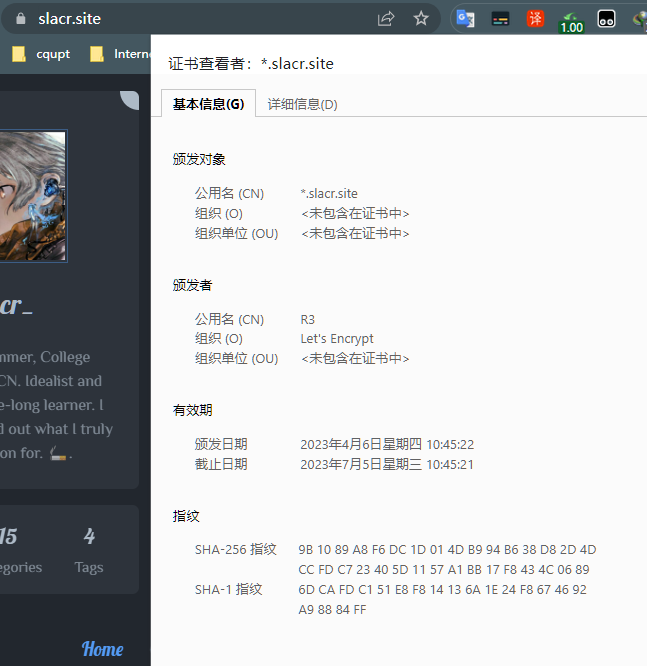 slacr.site
译
1.00
cqupt
证书查看者：*.slacr.site
基本信息(G)
详细信息(D)
颁发对象
公用名 (CN) *.slacr.site
组织 (O) <未包含在证书中>
组织单位 (OU) <未包含在证书中>
颁发者
公用名 (CN) R3
组织 (O) Let's Encrypt
组织单位 (OU) <未包含在证书中>
有效期
颁发日期 2023年4月6日星期四 10:45:22
截止日期 2023年7月5日星期三 10:45:21
指纹
SHA-256 指纹 9B 10 89 A8 F6 DC 1D 01 4D B9 94 B6 38 D8 2D 4D
CC FD C7 23 40 5D 11 57 A1 BB 17 F8 43 4C 06 89
SHA-1 指纹 6D CA FD C1 51 E8 F8 14 13 6A 1E 24 F8 67 46 92
A9 88 84 FF
cr_
mmer, College
CN. Idealist and
e-long learner. I
d out what I truly
on for. 🚬.
15 4
egories Tags
Home